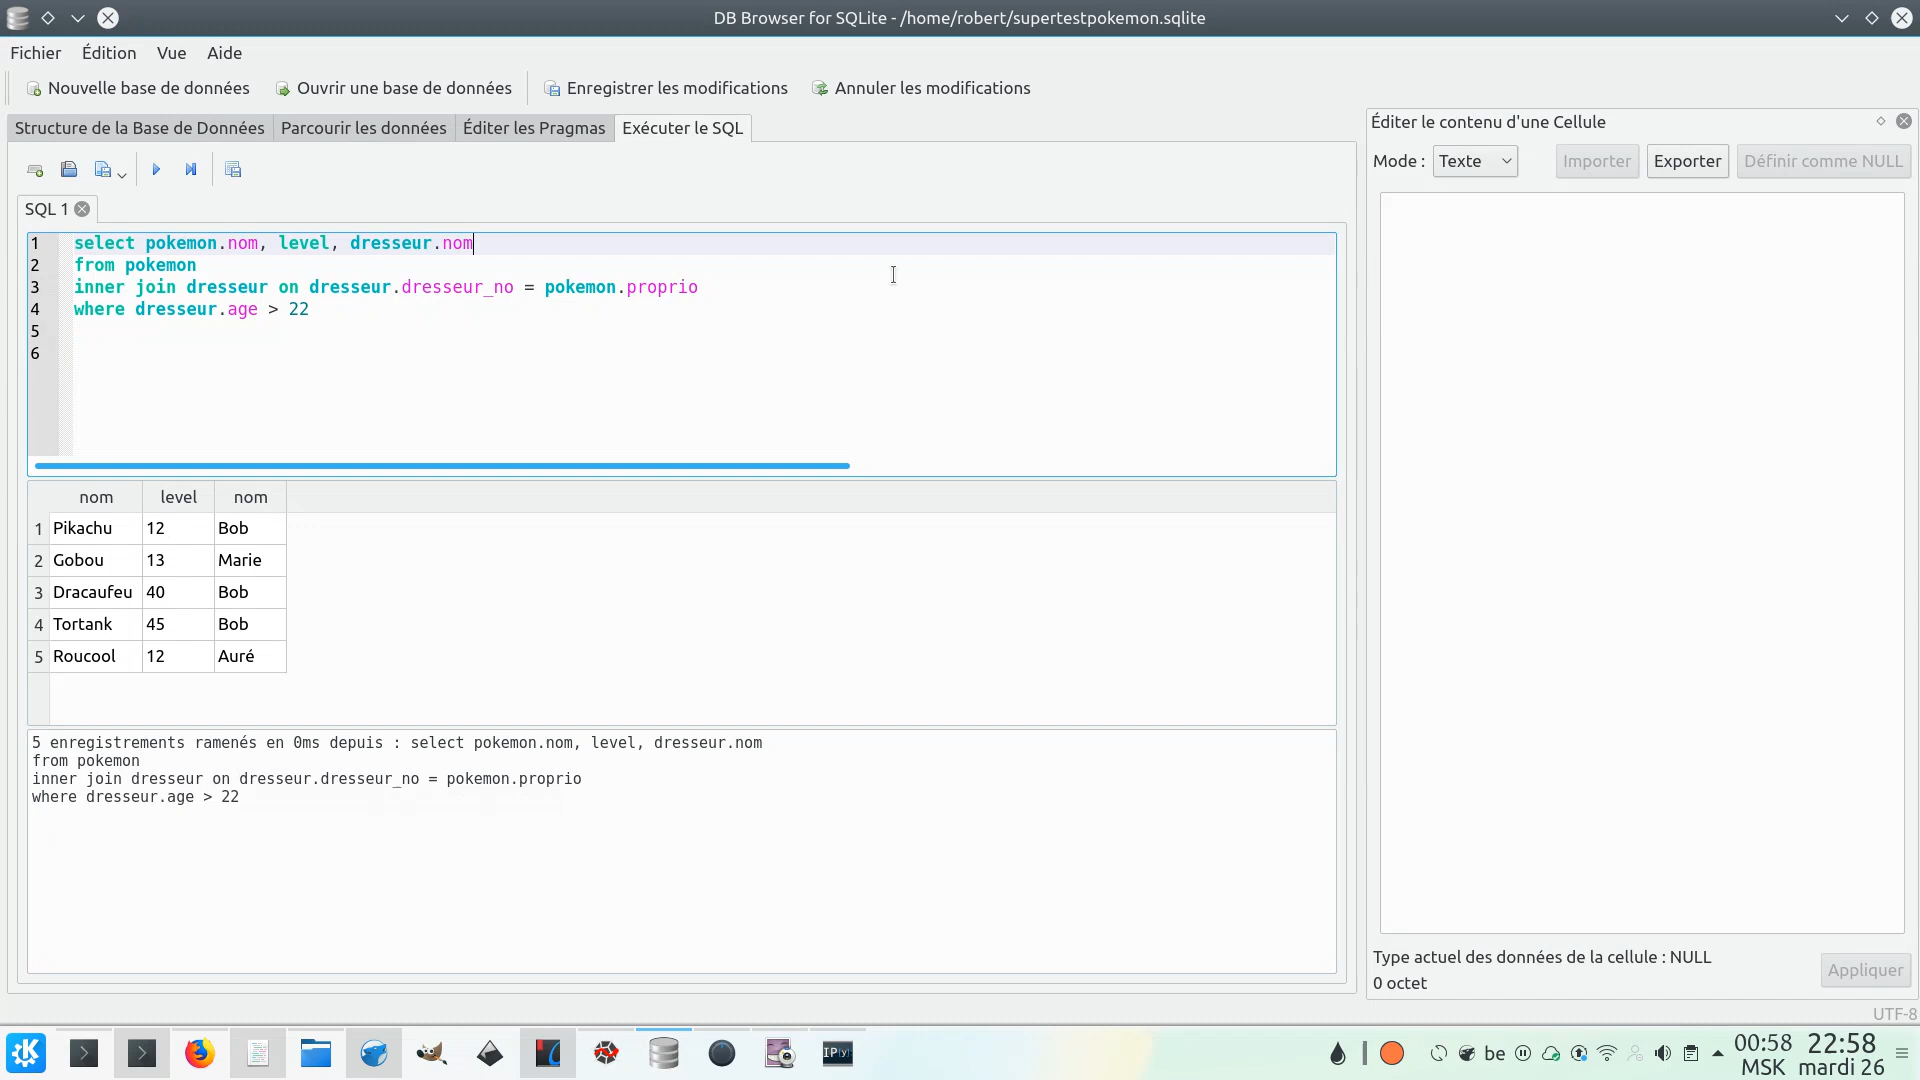 DB Browser for SQLite - /home/robert/supertestpokemon.sqlite
Fichier Édition Vue Aide
Nouvelle base de données Ouvrir une base de données Enregistrer les modifications Annuler les modifications
Structure de la Base de Données Parcourir les données Éditer les Pragmas Exécuter le SQL
Éditer le contenu d'une Cellule
Mode : Texte Importer Exporter Définir comme NULL
SQL 1
1 select pokemon.nom, level, dresseur.nom
2 from pokemon
3 inner join dresseur on dresseur.dresseur_no = pokemon.proprio
4 where dresseur.age > 22
5
6
nom level nom
1 Pikachu 12 Bob
2 Gobou 13 Marie
3 Dracaufeu 40 Bob
4 Tortank 45 Bob
5 Roucool 12 Auré
5 enregistrements ramenés en 0ms depuis : select pokemon.nom, level, dresseur.nom
from pokemon
inner join dresseur on dresseur.dresseur_no = pokemon.proprio
where dresseur.age > 22
Type actuel des données de la cellule : NULL
0 octet
Appliquer
UTF-8
IP[y]
be
00:58 22:58
MSK mardi 26